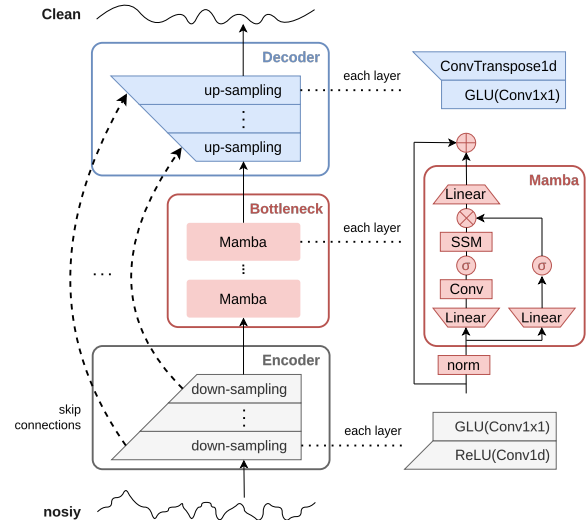 Clean
Decoder
up-sampling
⋮
up-sampling
each layer
ConvTranspose1d
GLU(Conv1x1)
Bottleneck
Mamba
⋮
Mamba
each layer
Mamba
Linear
SSM
σ
σ
Conv
Linear
Linear
norm
...
Encoder
down-sampling
⋮
down-sampling
skip
connections
each layer
GLU(Conv1x1)
ReLU(Conv1d)
nosiy